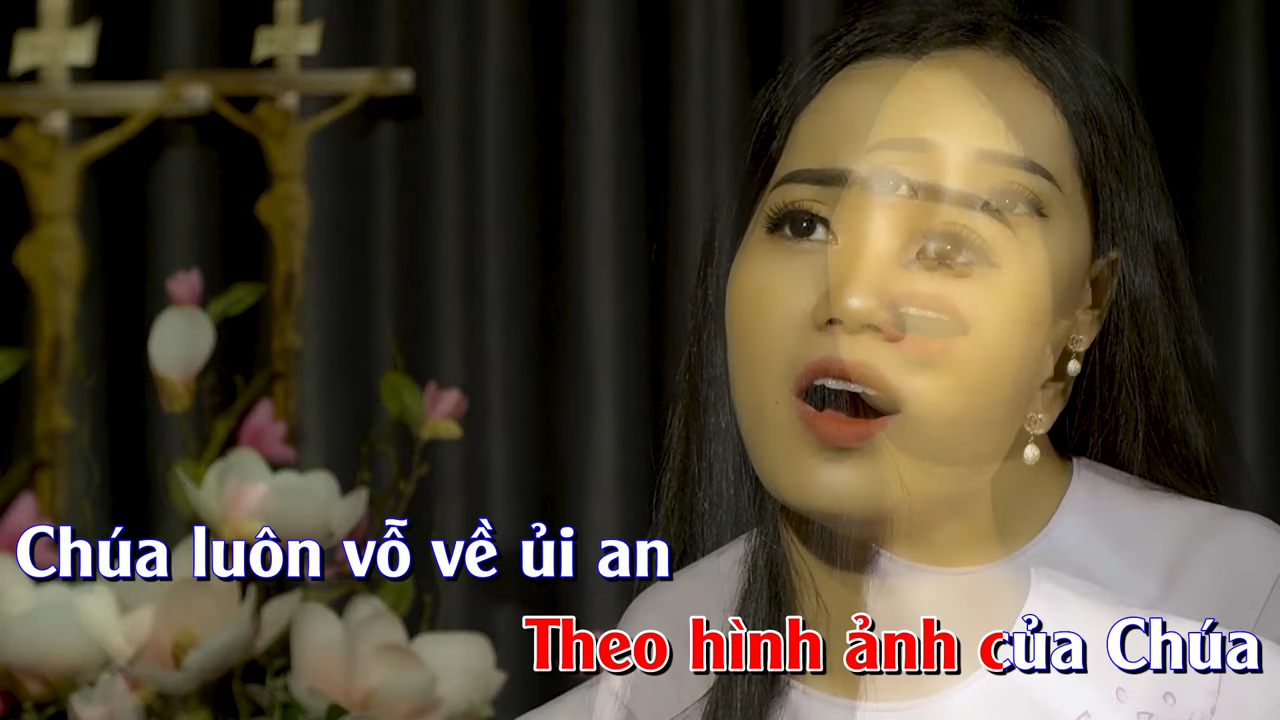 Chúa luôn vỗ về ủi an
Theo hình ảnh của Chúa